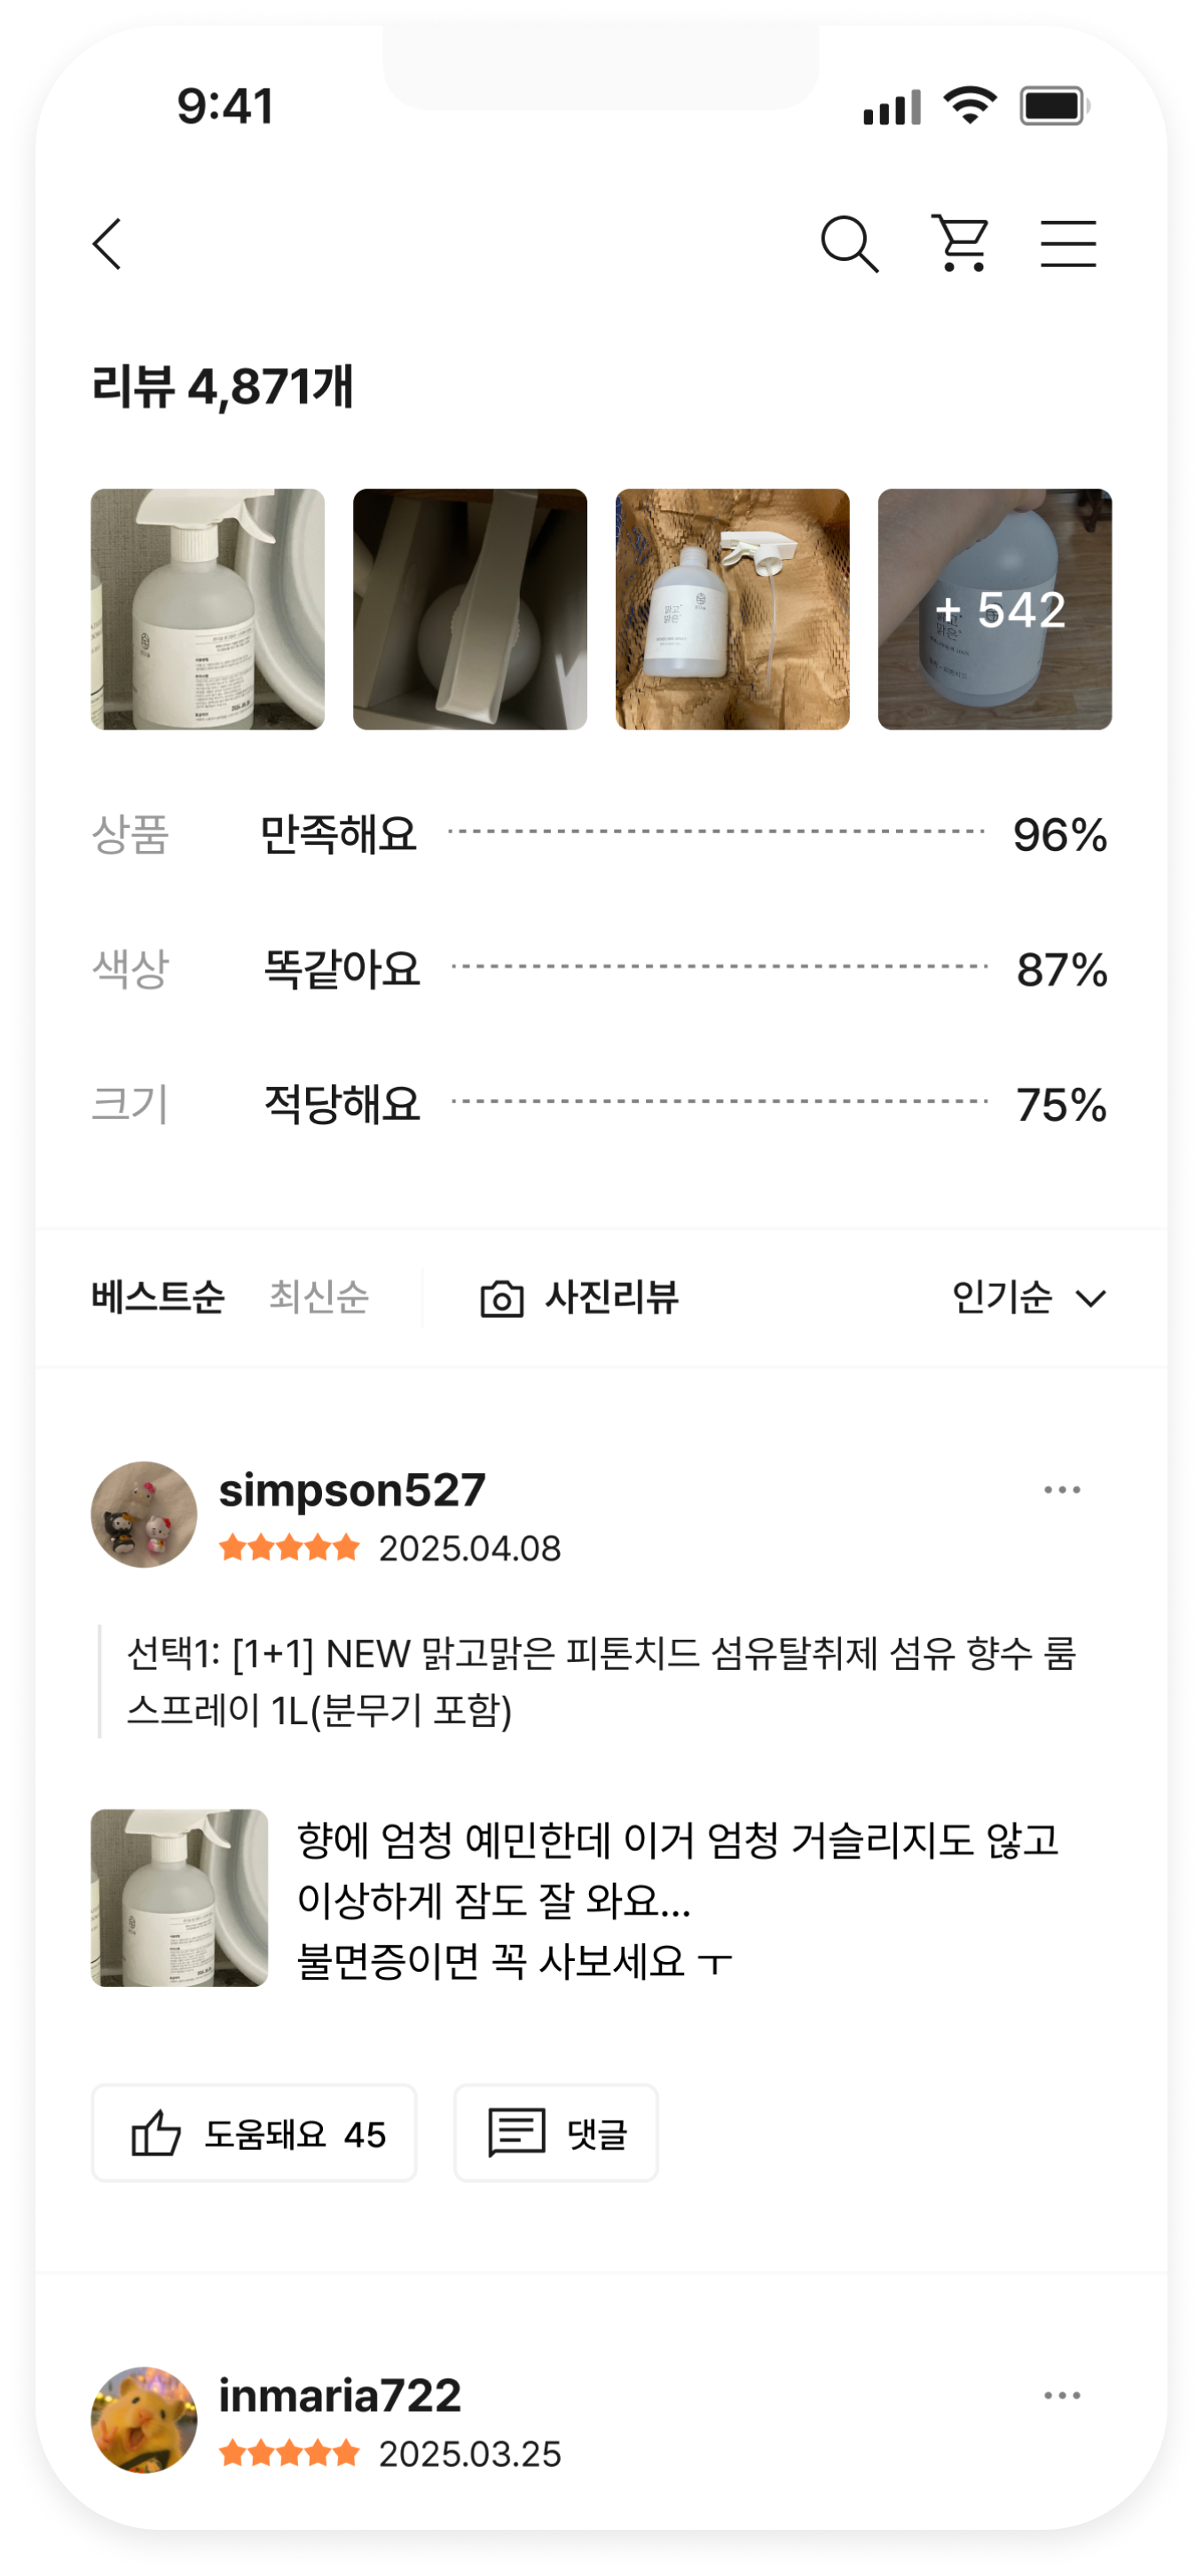 9:41
리뷰 4,871개
맑고
맑은
+ 542
상품 만족해요 96%
색상 똑같아요 87%
크기 적당해요 75%
베스트순 최신순 사진리뷰 인기순
simpson527
2025.04.08
선택1: [1+1] NEW 맑고맑은 피톤치드 섬유탈취제 섬유 향수 룸
스프레이 1L(분무기 포함)
향에 엄청 예민한데 이거 엄청 거슬리지도 않고
이상하게 잠도 잘 와요...
불면증이면 꼭 사보세요 ㅜ
도움돼요 45 댓글
inmaria722
2025.03.25